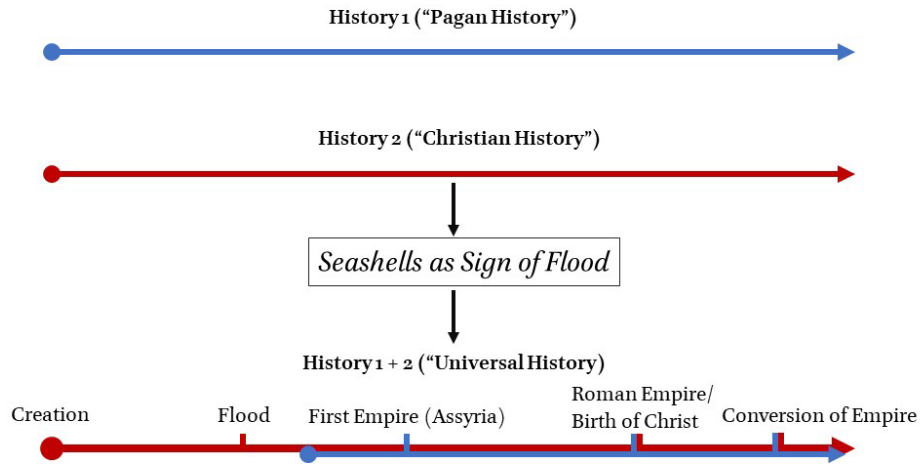 History 1 (“Pagan History”)
History 2 (“Christian History”)
Seashells as Sign of Flood
History 1 + 2 (“Universal History)
Creation
Flood
First Empire (Assyria)
Roman Empire/
Birth of Christ
Conversion of Empire